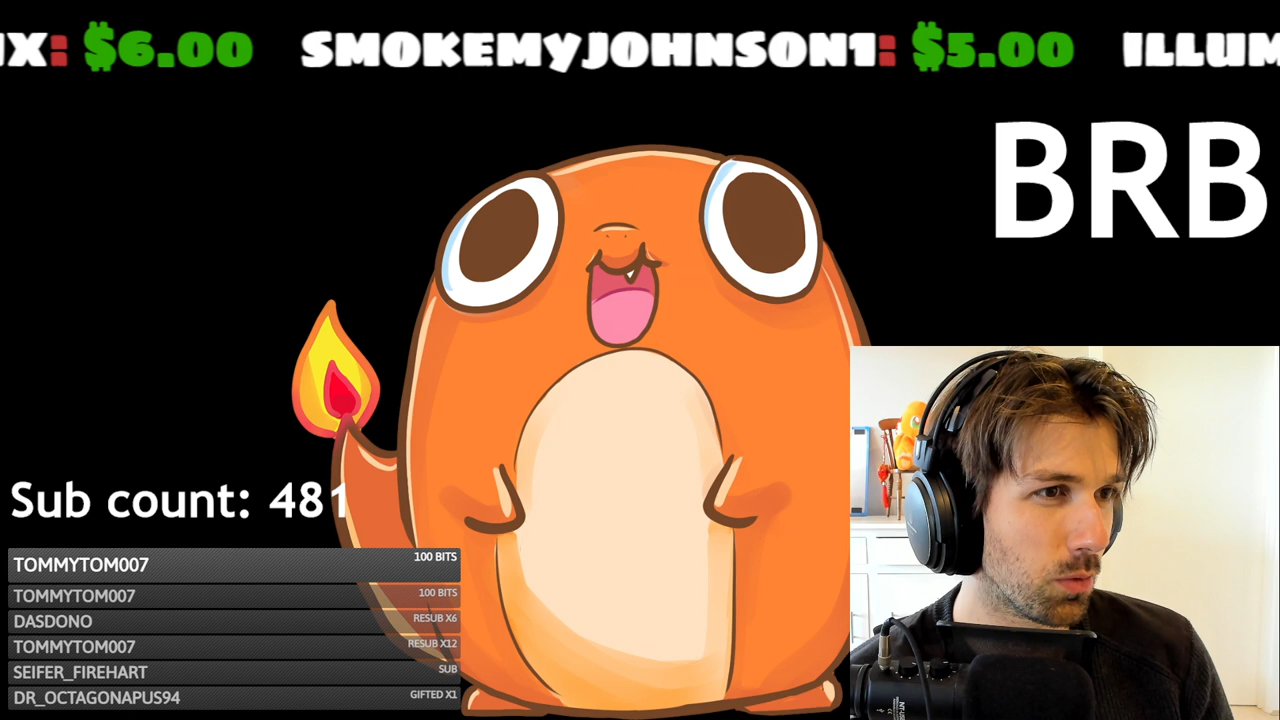 X: $6.00 SMOKEMYJOHNSON1: $5.00 ILLUM
BRB
Sub count: 481
TOMMYTOM007 100 BITS
TOMMYTOM007 100 BITS
DASDONO RESUB X6
TOMMYTOM007 RESUB X12
SEIFER_FIREHART SUB
DR_OCTAGONAPUS94 GIFTED X1